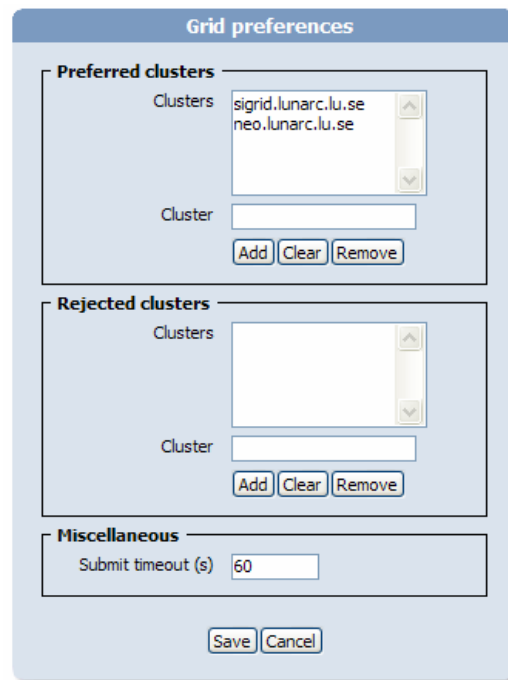 Grid preferences
Preferred clusters
Clusters
sigrid.lunarc.lu.se
neo.lunarc.lu.se
Cluster
Add Clear Remove
Rejected clusters
Clusters
Cluster
Add Clear Remove
Miscellaneous
Submit timeout (s) 60
Save Cancel